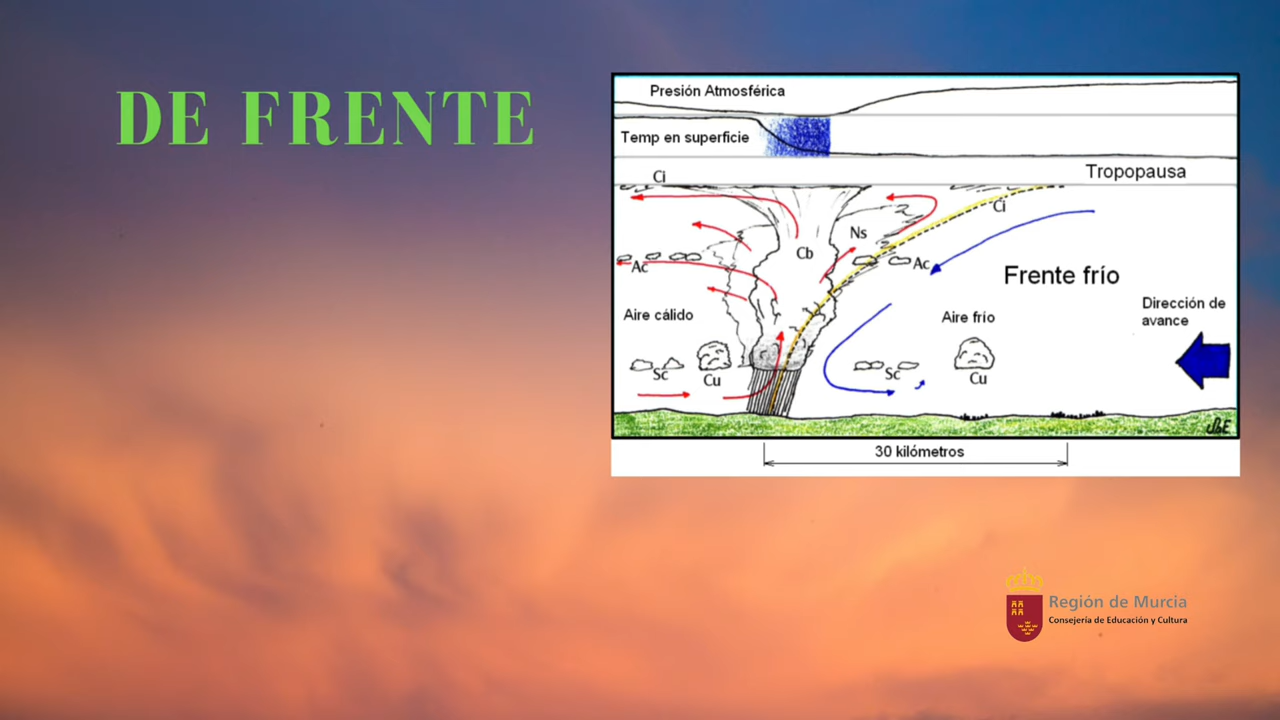 DE FRENTE
Presión Atmosférica
Temp en superficie
Ci
Tropopausa
Ci
Ns
Cb
Ac
Ac
Frente frío
Dirección de
avance
Aire cálido
Aire frío
Sc
Cu
Sc
Cu
30 kilómetros
Región de Murcia
Consejería de Educación y Cultura